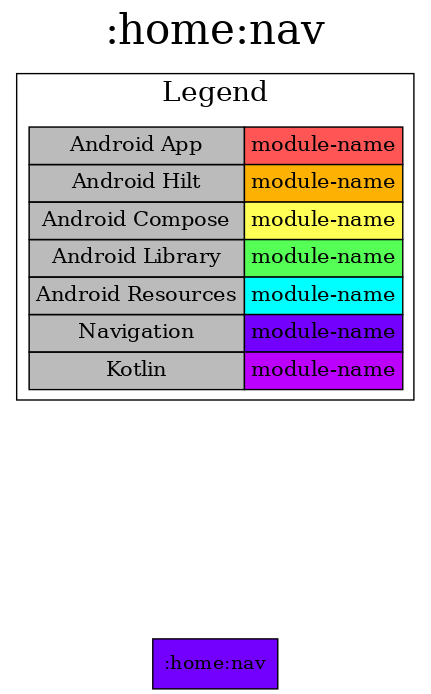 :home:nav
Legend
Android App module-name
Android Hilt module-name
Android Compose module-name
Android Library module-name
Android Resources module-name
Navigation module-name
Kotlin module-name
:home:nav